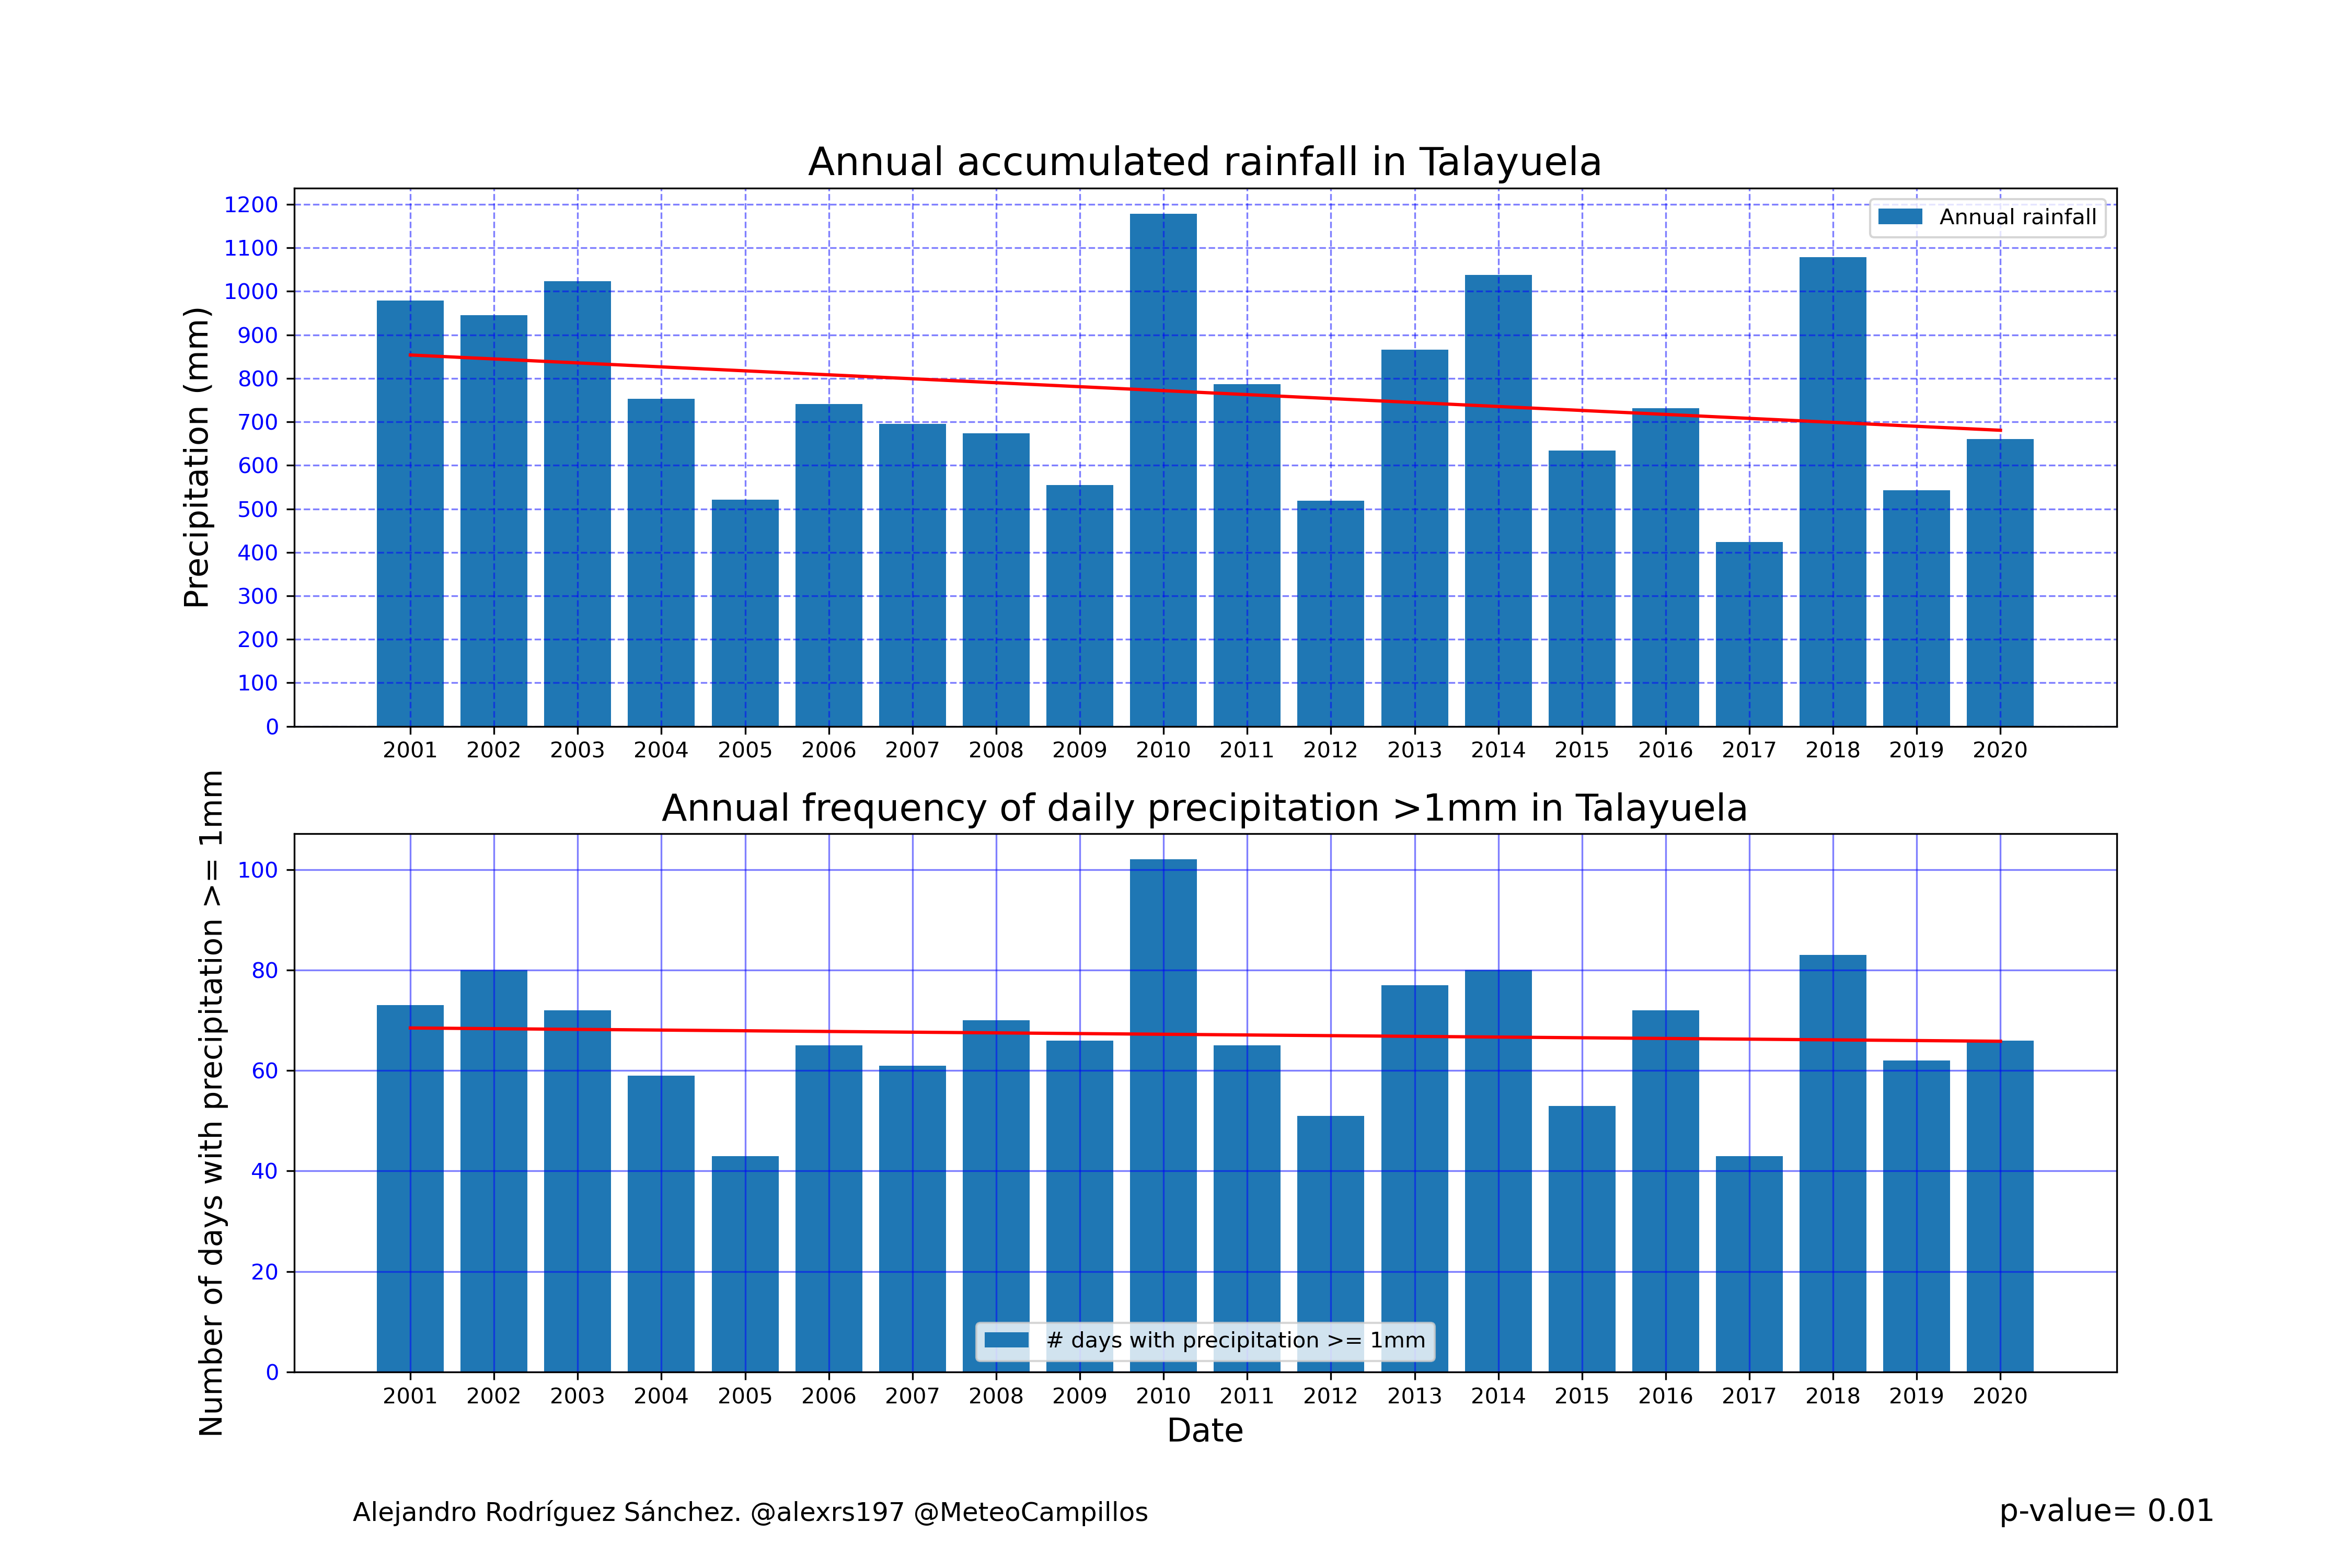 Annual accumulated rainfall in Talayuela
Precipitation (mm)
1200
1100
1000
900
800
700
600
500
400
300
200
100
0
Annual rainfall
2001 2002 2003 2004 2005 2006 2007 2008 2009 2010 2011 2012 2013 2014 2015 2016 2017 2018 2019 2020
Annual frequency of daily precipitation >1mm in Talayuela
Number of days with precipitation >= 1mm
100
80
60
40
20
0
# days with precipitation >= 1mm
2001 2002 2003 2004 2005 2006 2007 2008 2009 2010 2011 2012 2013 2014 2015 2016 2017 2018 2019 2020
Date
Alejandro Rodríguez Sánchez. @alexrs197 @MeteoCampillos
p-value= 0.01